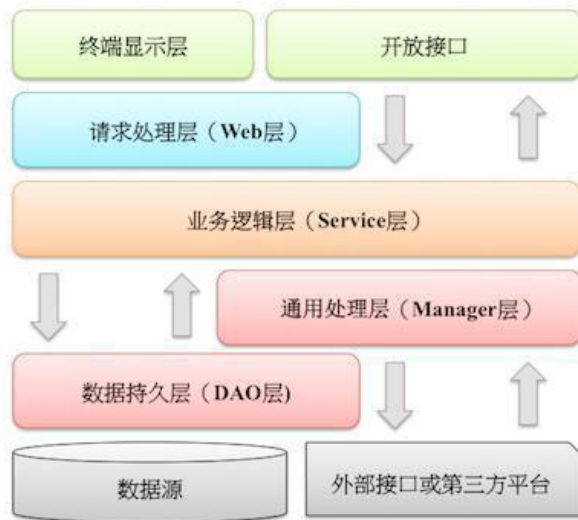 终端显示层
开放接口
请求处理层（Web层）
业务逻辑层（Service层）
通用处理层（Manager层）
数据持久层（DAO层)
数据源
外部接口或第三方平台